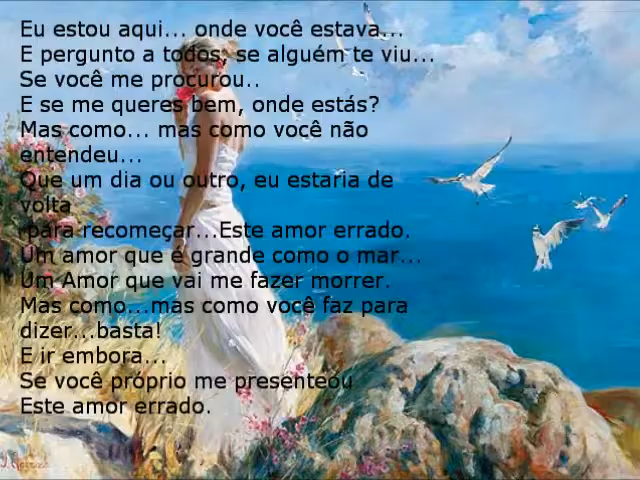 Eu estou aqui... onde você estava...
E pergunto a todos, se alguém te viu...
Se você me procurou..
E se me queres bem, onde estás?
Mas como... mas como você não
entendeu...
Que um dia ou outro, eu estaria de
volta
para recomeçar...Este amor errado.
Um amor que é grande como o mar...
Um Amor que vai me fazer morrer.
Mas como...mas como você faz para
dizer...basta!
E ir embora...
Se você próprio me presenteou
Este amor errado.